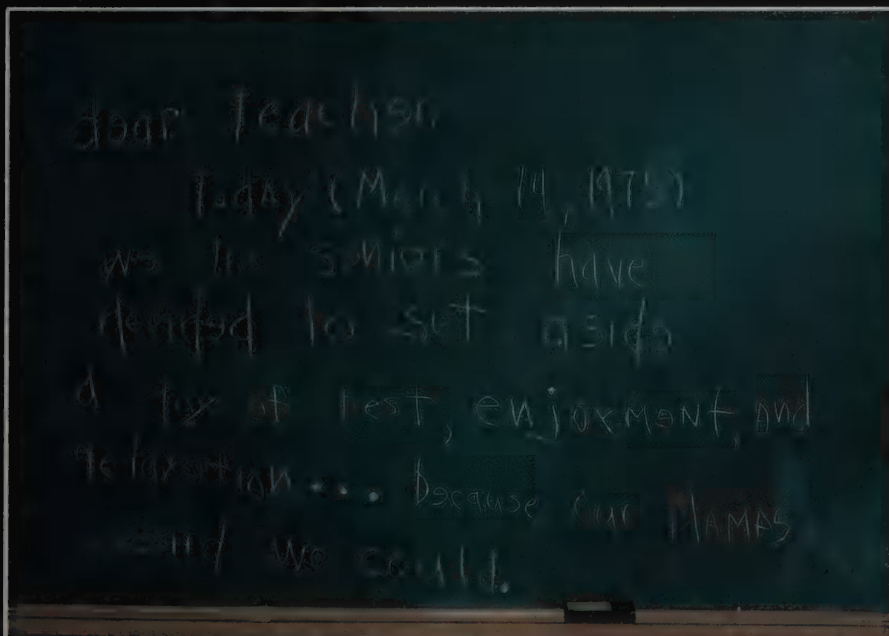 dear Teacher
Today (March 14, 1975)
we the seniors have
decided to set aside
a day of rest, enjoyment, and
relaxation... because our MAMAS
said we could.